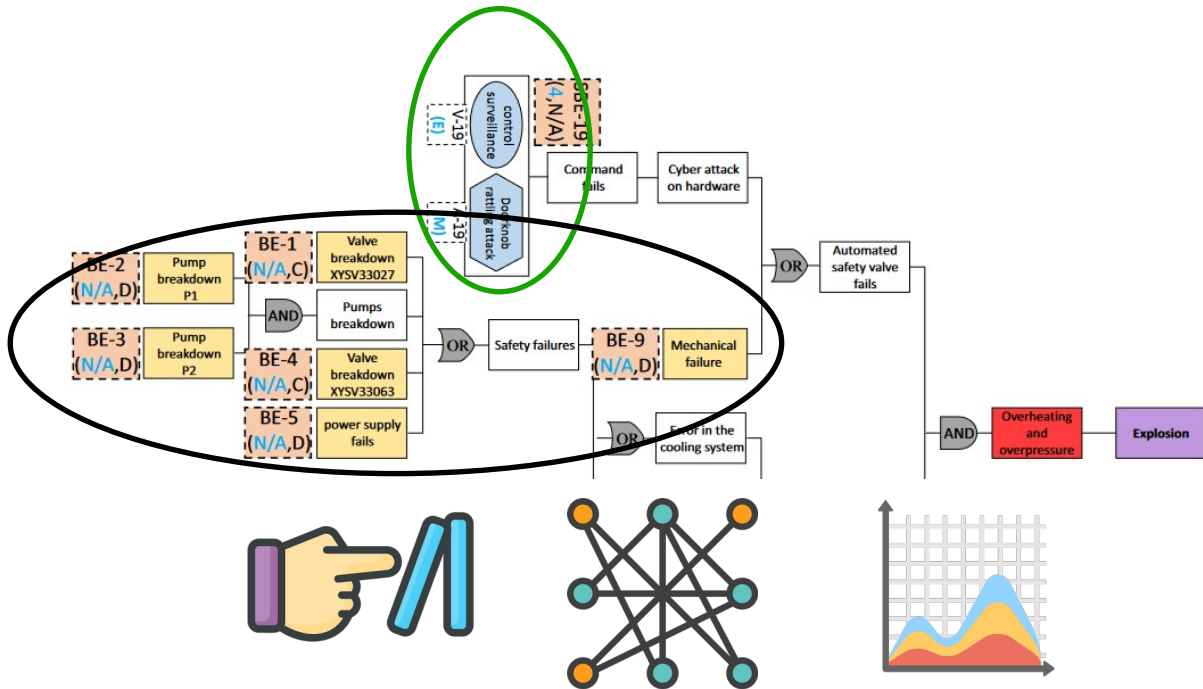 SBE-19
(4,N/A)
control
surveillance
V-19
(E)
Doorknob
rattling attack
A-19
(M)
Command
fails
Cyber attack
on hardware
OR
Automated
safety valve
fails
BE-2
(N/A,D)
Pump
breakdown
P1
BE-1
(N/A,C)
Valve
breakdown
XYSV33027
AND
Pumps
breakdown
BE-3
(N/A,D)
Pump
breakdown
P2
BE-4
(N/A,C)
Valve
breakdown
XYSV33063
BE-5
(N/A,D)
power supply
fails
OR
Safety failures
BE-9
(N/A,D)
Mechanical
failure
OR
Error in the
cooling system
AND
Overheating
and
overpressure
Explosion